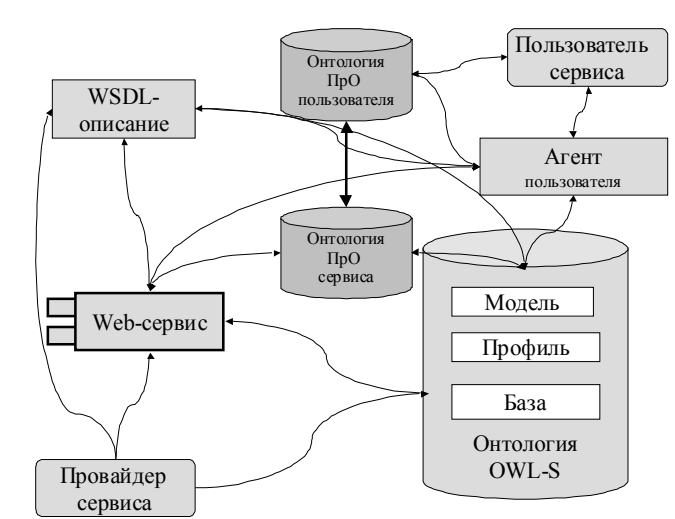 Онтология
ПрО
пользователя
Пользователь
сервиса
WSDL-
описание
Агент
пользователя
Онтология
ПрО
сервиса
Web-сервис
Модель
Профиль
База
Онтология
OWL-S
Провайдер
сервиса